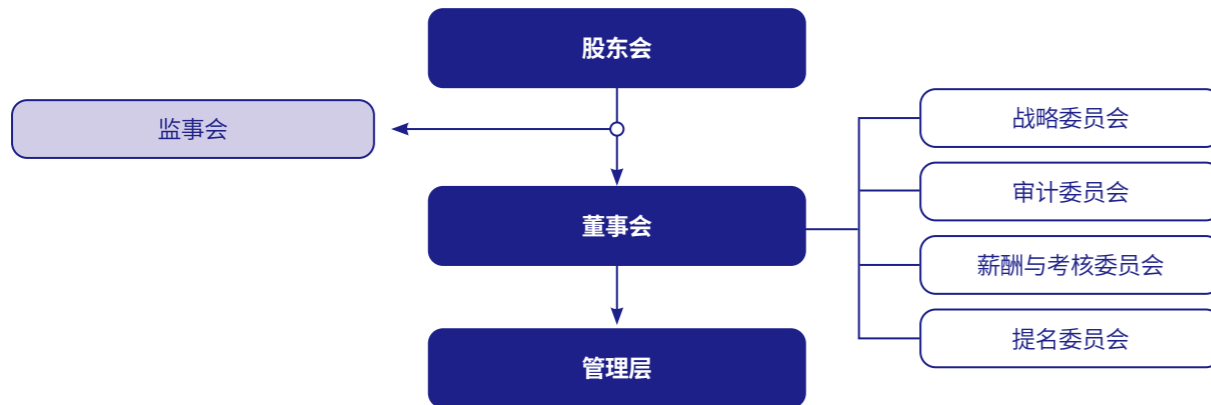 股东会
监事会
战略委员会
审计委员会
董事会
薪酬与考核委员会
提名委员会
管理层